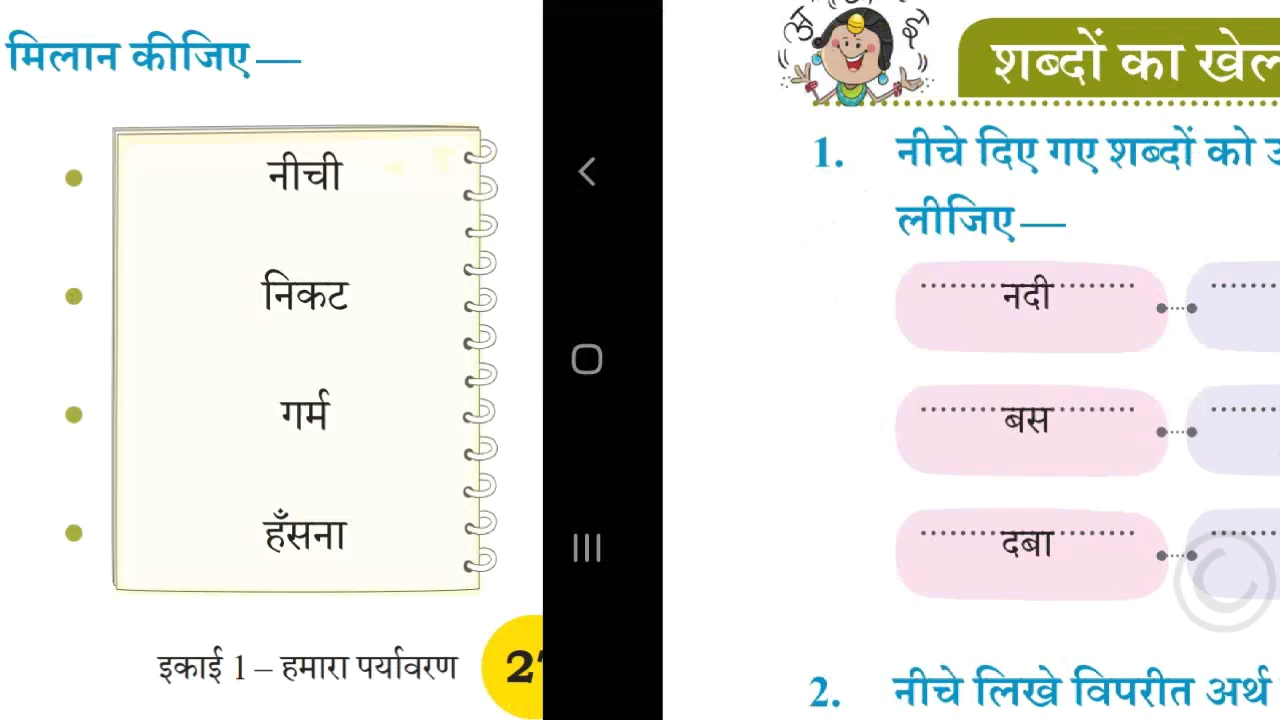 मिलान कीजिए—
नीची
निकट
गर्म
हँसना
इकाई 1 – हमारा पर्यावरण
शब्दों का खेल
1. नीचे दिए गए शब्दों को
लीजिए—
नदी
बस
दबा
2. नीचे लिखे विपरीत अर्थ